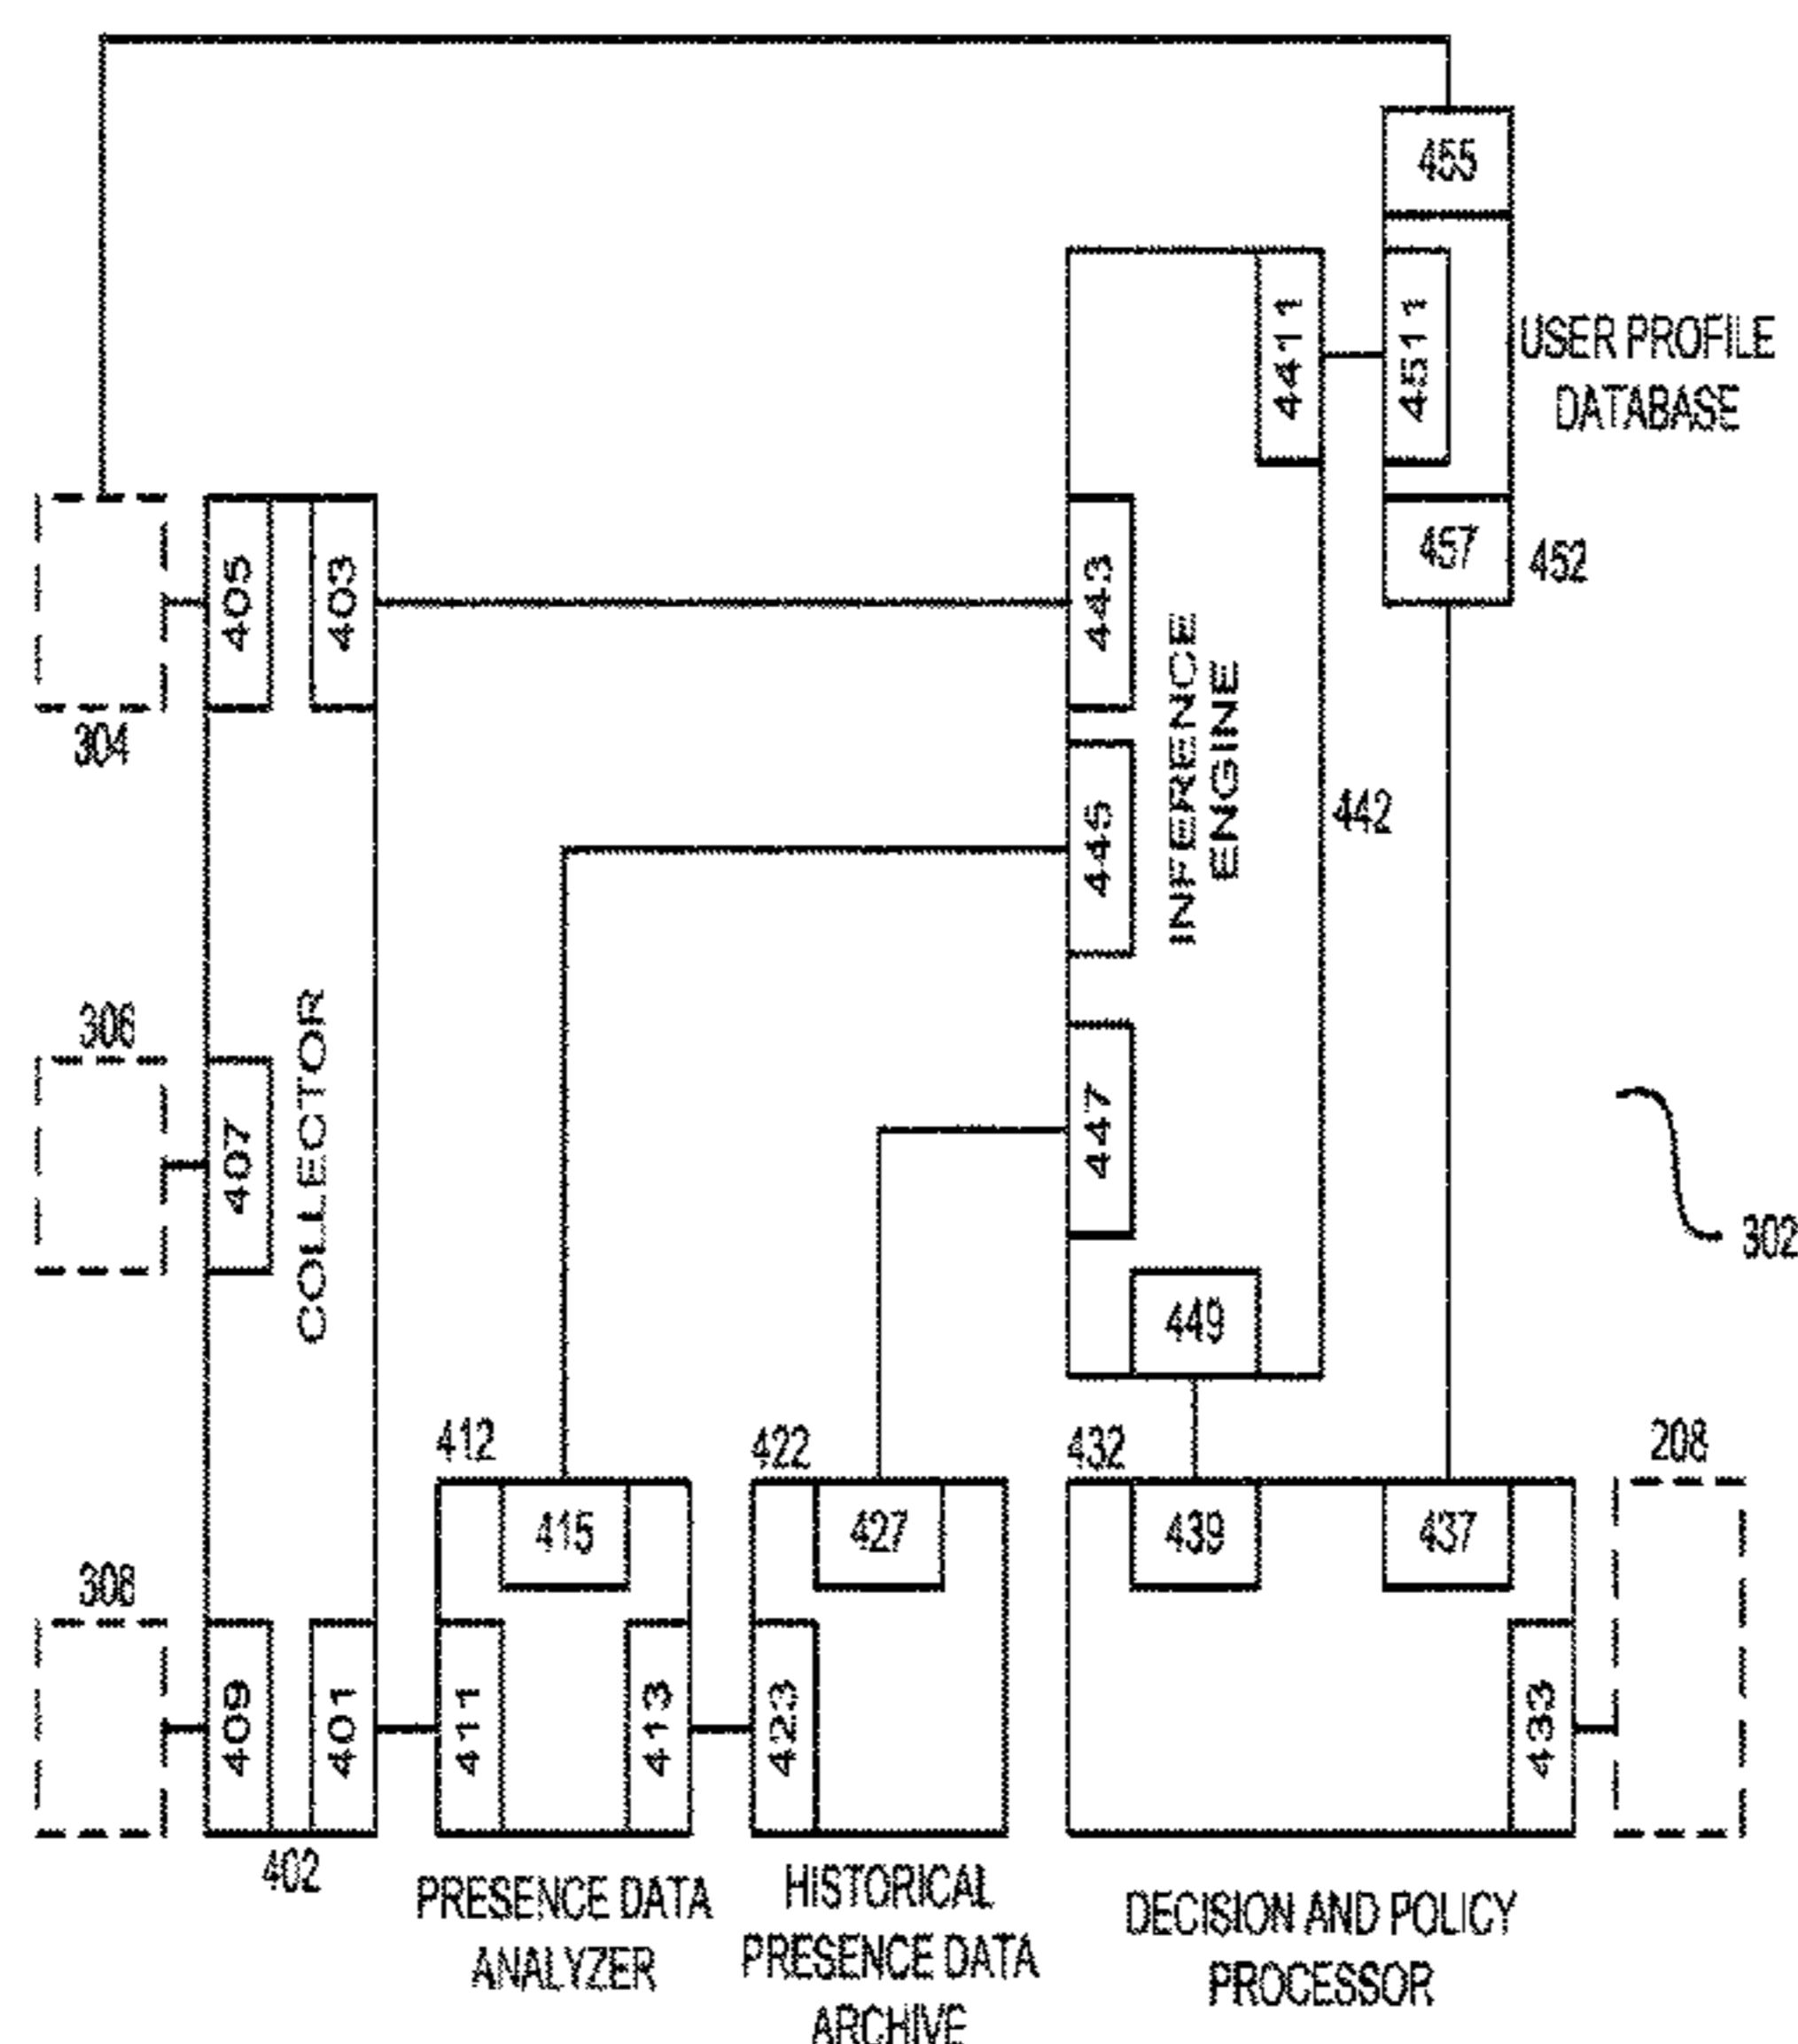 455
4411
4511
USER PROFILE
DATABASE
405
403
443
457
452
304
INFERENCE
ENGINE
445
442
306
407
COLLECTOR
447
302
449
412
422
432
208
415
427
439
437
308
409
401
411
413
423
433
402
PRESENCE DATA
ANALYZER
HISTORICAL
PRESENCE DATA
ARCHIVE
DECISION AND POLICY
PROCESSOR